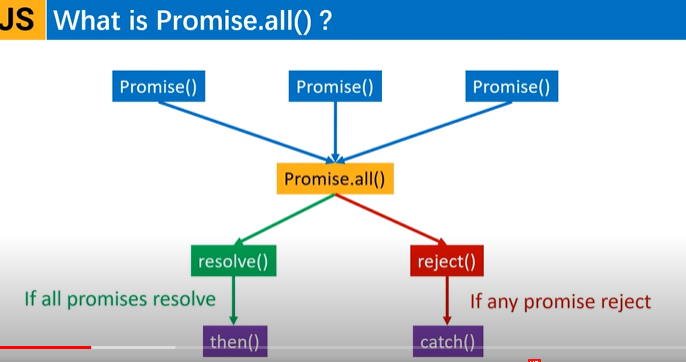 JS What is Promise.all() ?
Promise() Promise() Promise()
Promise.all()
resolve() reject()
If all promises resolve If any promise reject
then() catch()